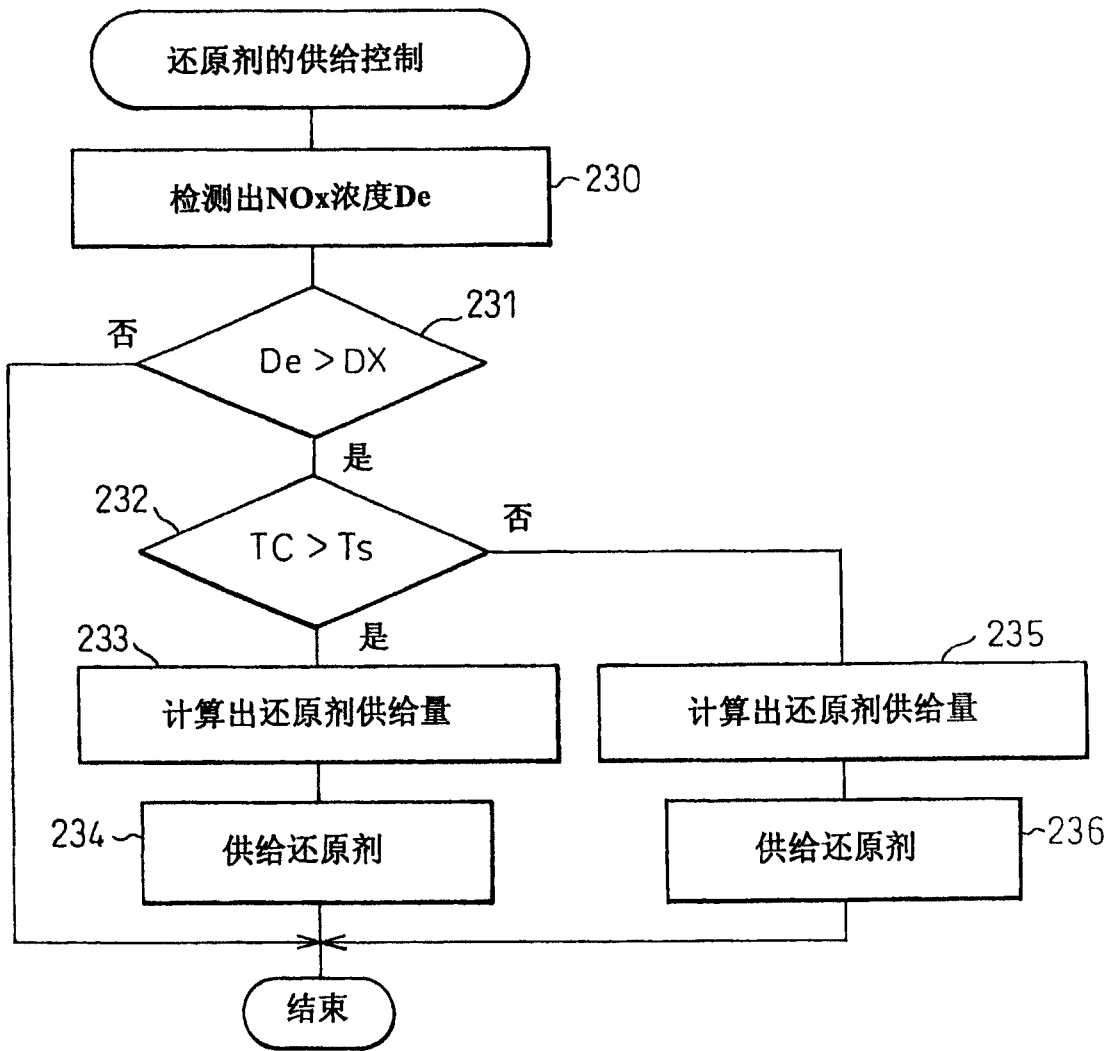 还原剂的供给控制
检测出NOx浓度De
230
231
否
De > DX
是
232
否
TC > Ts
是
233
235
计算出还原剂供给量
计算出还原剂供给量
234
供给还原剂
供给还原剂
236
结束